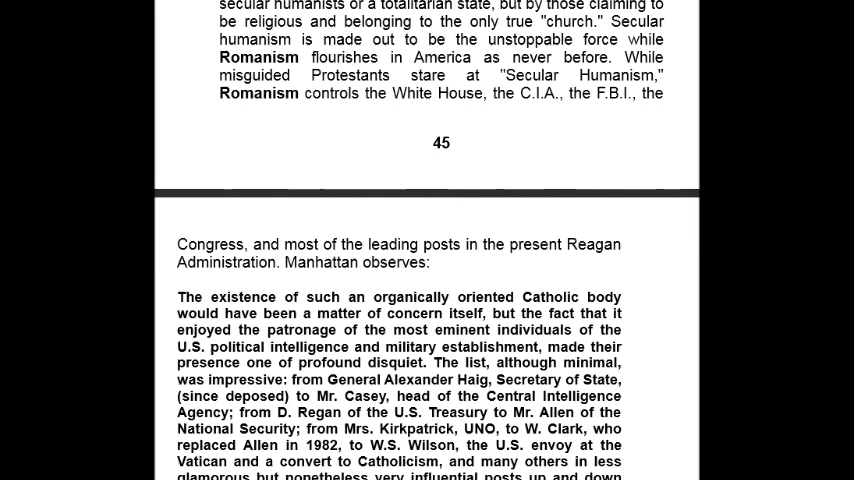 secular humanists or a totalitarian state, but by those claiming to
be religious and belonging to the only true "church." Secular
humanism is made out to be the unstoppable force while
Romanism flourishes in America as never before. While
misguided Protestants stare at "Secular Humanism,"
Romanism controls the White House, the C.I.A., the F.B.I., the
45
Congress, and most of the leading posts in the present Reagan
Administration. Manhattan observes:
The existence of such an organically oriented Catholic body
would have been a matter of concern itself, but the fact that it
enjoyed the patronage of the most eminent individuals of the
U.S. political intelligence and military establishment, made their
presence one of profound disquiet. The list, although minimal,
was impressive: from General Alexander Haig, Secretary of State,
(since deposed) to Mr. Casey, head of the Central Intelligence
Agency; from D. Regan of the U.S. Treasury to Mr. Allen of the
National Security; from Mrs. Kirkpatrick, UNO, to W. Clark, who
replaced Allen in 1982, to W.S. Wilson, the U.S. envoy at the
Vatican and a convert to Catholicism, and many others in less
glamorous but nonetheless very influential posts up and down